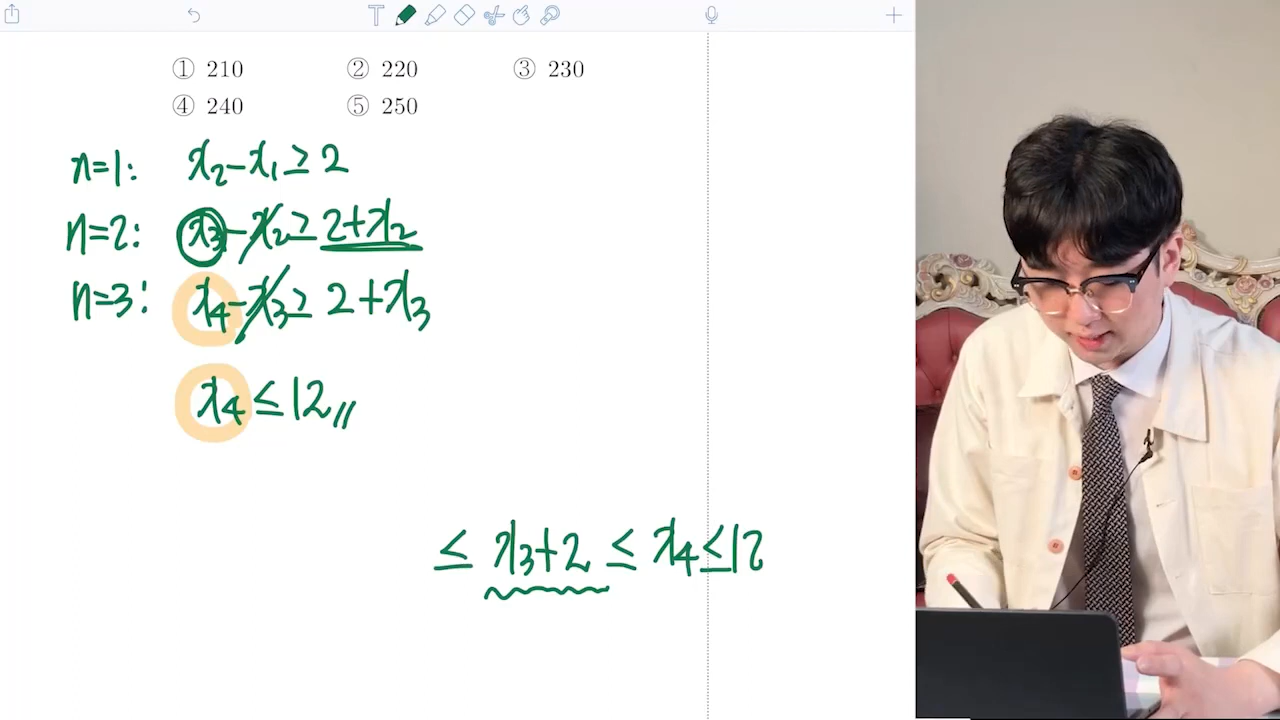 ① 210 ② 220 ③ 230
④ 240 ⑤ 250
n=1: x₂-x₁≥2
n=2: x₃-x₂≥2+x₂
n=3: x₄-x₃≥2+x₃
x₄≤12
≤ x₃+2 ≤ x₄≤12